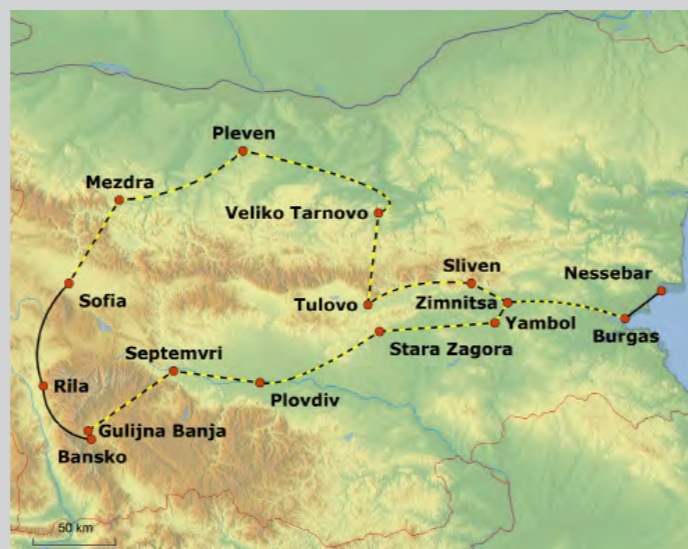 Pleven
Mezdra
Veliko Tarnovo
Sliven
Nessebar
Sofia
Tulovo
Zimnitsa
Yambol
Burgas
Stara Zagora
Septemvri
Rila
Plovdiv
Gulijna Banja
Bansko
50 km